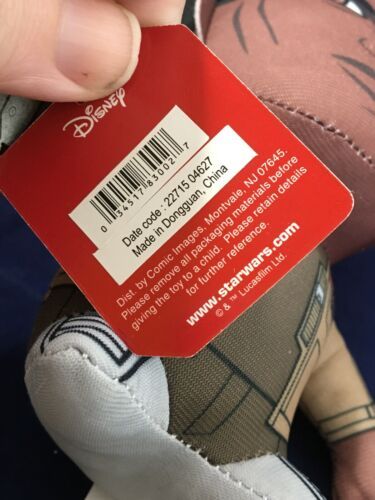 Disney
0 34517 83002 7
Date code : 22715 04627
Made in Dongguan, China
Dist. by Comic Images, Montvale, NJ 07645.
Please remove all packaging materials before
giving the toy to a child. Please retain details
for further reference.
www.starwars.com
© & ™ Lucasfilm Ltd.